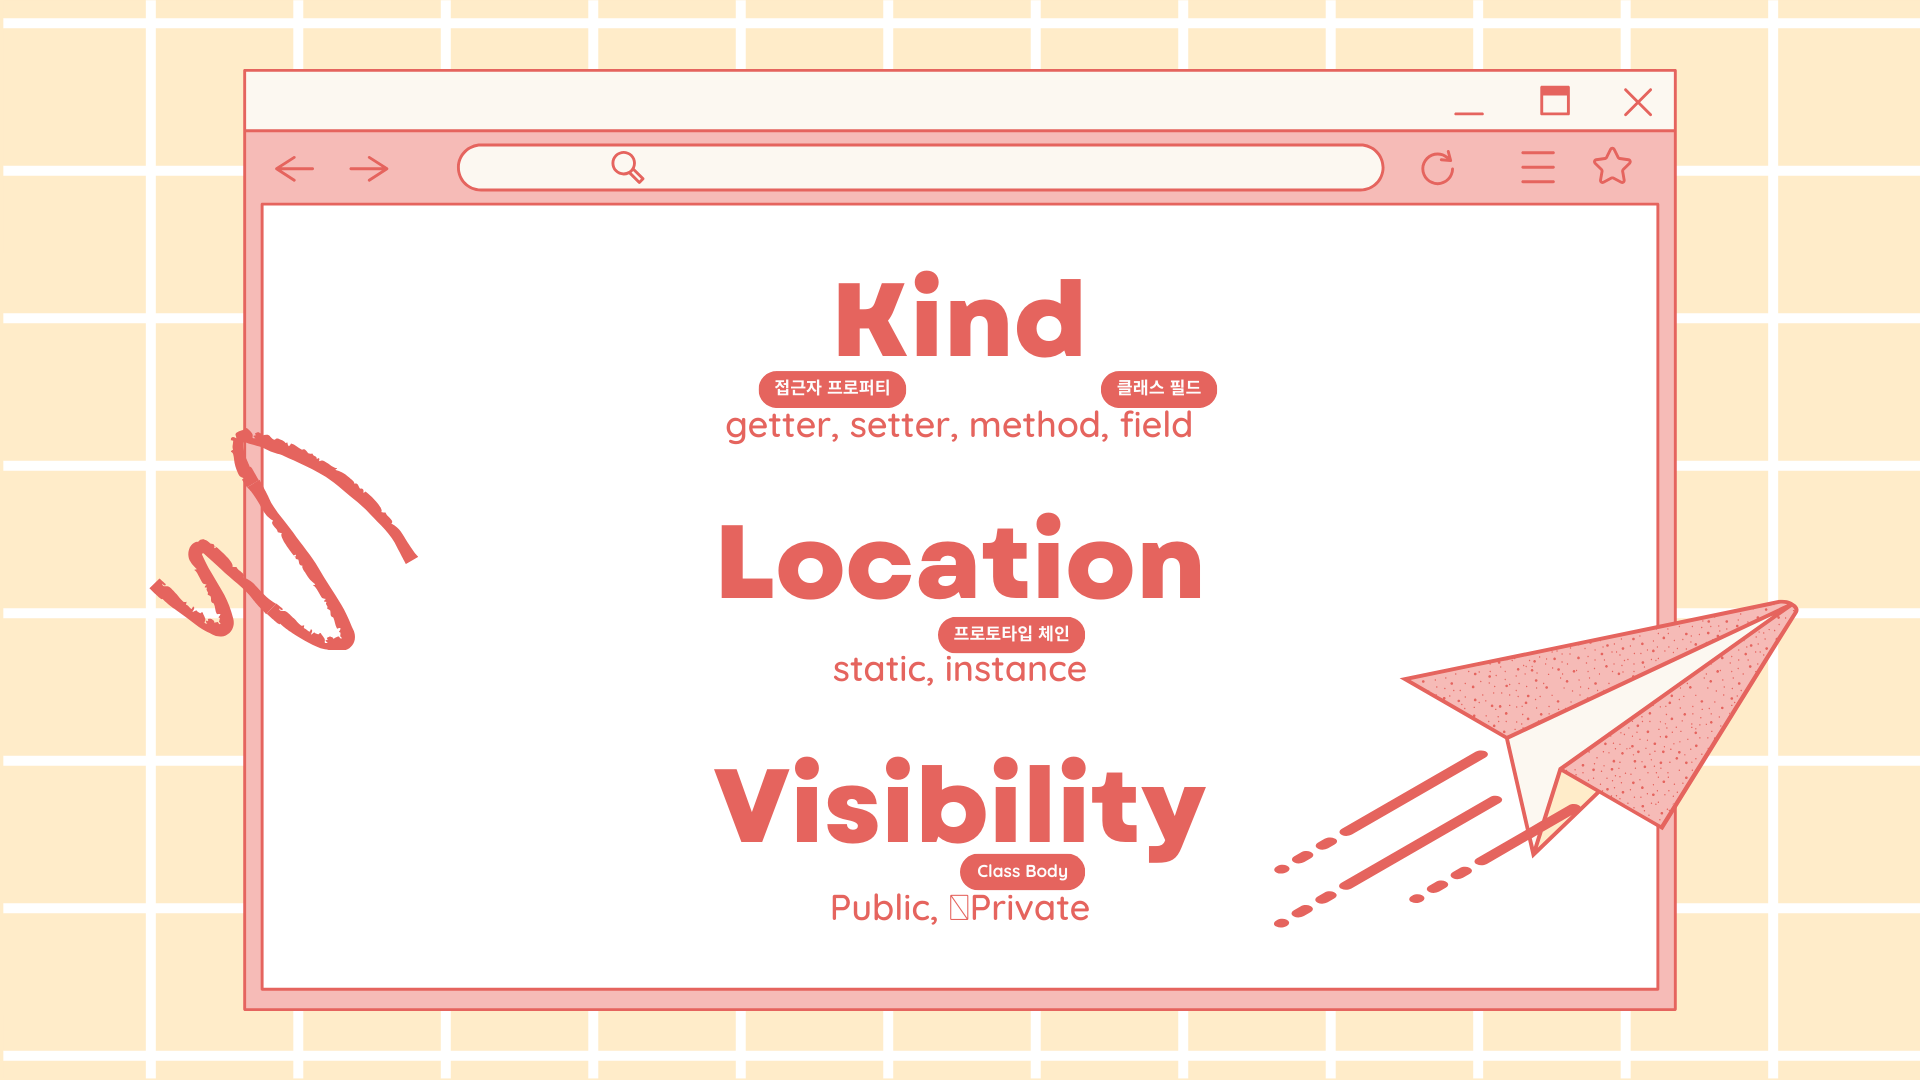 Kind
접근자 프로퍼티 클래스 필드
getter, setter, method, field
Location
프로토타입 체인
static, instance
Visibility
Class Body
Public, Private